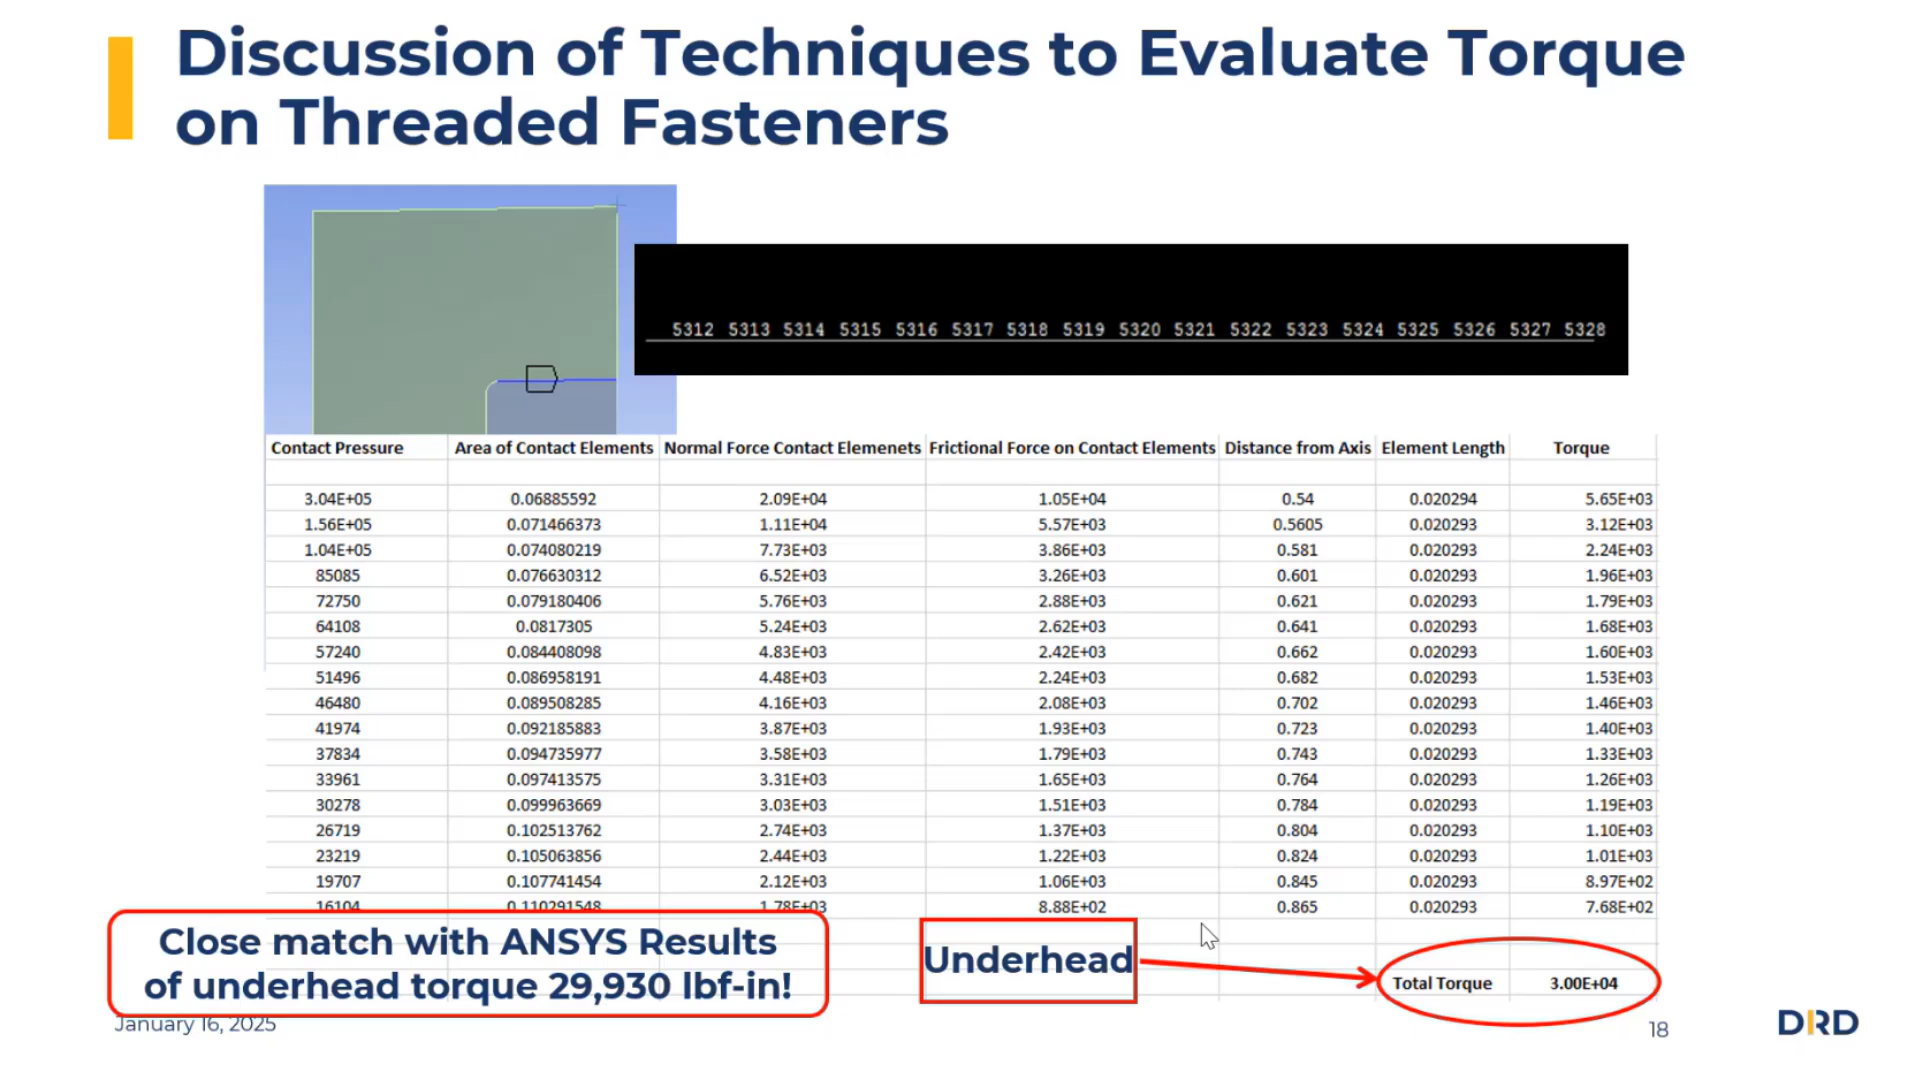 Discussion of Techniques to Evaluate Torque
on Threaded Fasteners
5312 5313 5314 5315 5316 5317 5318 5319 5320 5321 5322 5323 5324 5325 5326 5327 5328
Contact Pressure Area of Contact Elements Normal Force Contact Elemenets Frictional Force on Contact Elements Distance from Axis Element Length Torque
3.04E+05 0.06885592 2.09E+04 1.05E+04 0.54 0.020294 5.65E+03
1.56E+05 0.071466373 1.11E+04 5.57E+03 0.5605 0.020293 3.12E+03
1.04E+05 0.074080219 7.73E+03 3.86E+03 0.581 0.020293 2.24E+03
85085 0.076630312 6.52E+03 3.26E+03 0.601 0.020293 1.96E+03
72750 0.079180406 5.76E+03 2.88E+03 0.621 0.020293 1.79E+03
64108 0.0817305 5.24E+03 2.62E+03 0.641 0.020293 1.68E+03
57240 0.084408098 4.83E+03 2.42E+03 0.662 0.020293 1.60E+03
51496 0.086958191 4.48E+03 2.24E+03 0.682 0.020293 1.53E+03
46480 0.089508285 4.16E+03 2.08E+03 0.702 0.020293 1.46E+03
41974 0.092185883 3.87E+03 1.93E+03 0.723 0.020293 1.40E+03
37834 0.094735977 3.58E+03 1.79E+03 0.743 0.020293 1.33E+03
33961 0.097413575 3.31E+03 1.65E+03 0.764 0.020293 1.26E+03
30278 0.099963669 3.03E+03 1.51E+03 0.784 0.020293 1.19E+03
26719 0.102513762 2.74E+03 1.37E+03 0.804 0.020293 1.10E+03
23219 0.105063856 2.44E+03 1.22E+03 0.824 0.020293 1.01E+03
19707 0.107741454 2.12E+03 1.06E+03 0.845 0.020293 8.97E+02
16104 0.110291548 1.78E+03 8.88E+02 0.865 0.020293 7.68E+02
Close match with ANSYS Results
of underhead torque 29,930 lbf-in!
Underhead
Total Torque 3.00E+04
January 16, 2025
18
DRD